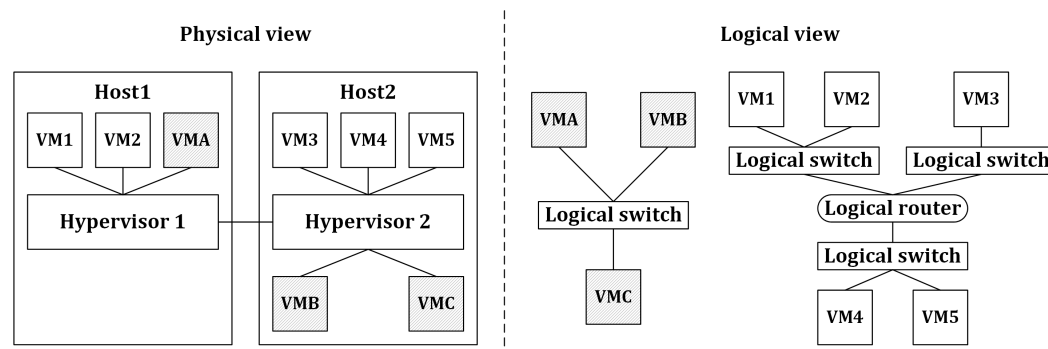 Physical view
Host1
VM1 VM2 VMA
Hypervisor 1
Host2
VM3 VM4 VM5
Hypervisor 2
VMB VMC
Logical view
VMA VMB
Logical switch
VMC
VM1 VM2 VM3
Logical switch Logical switch
Logical router
Logical switch
VM4 VM5